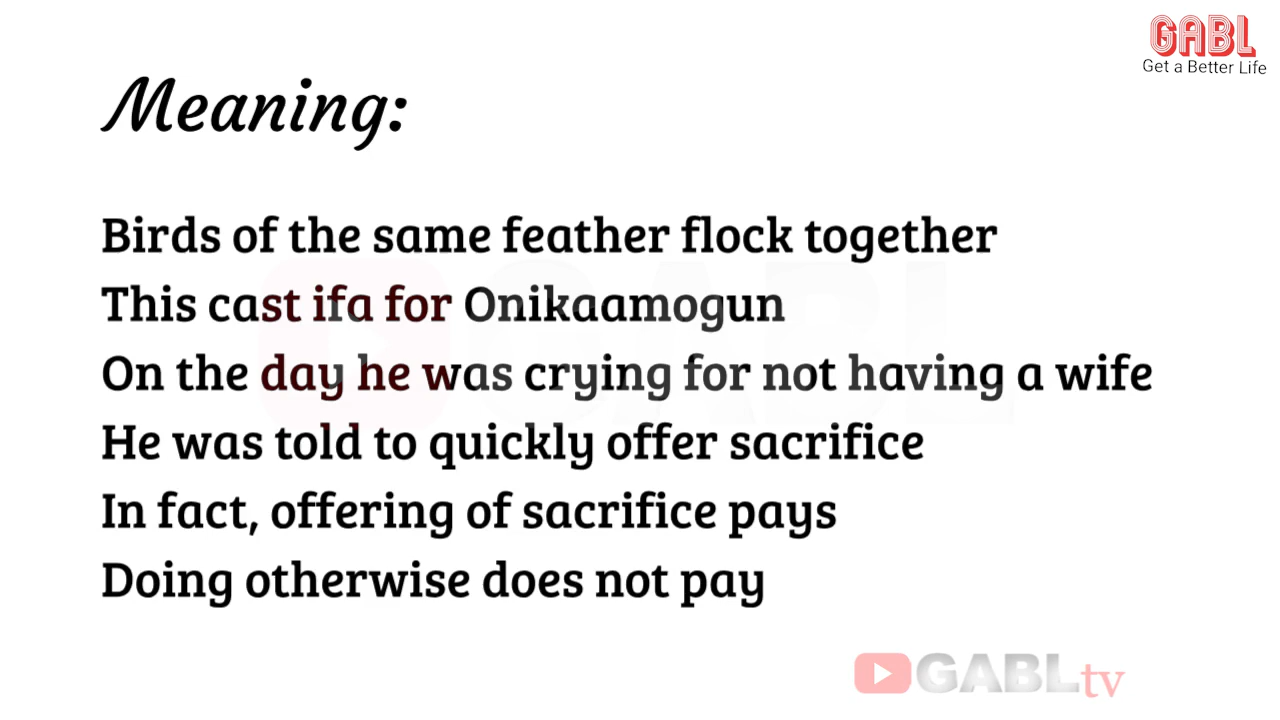 GABL
Get a Better Life
Meaning:
Birds of the same feather flock together
This cast ifa for Onikaamogun
On the day he was crying for not having a wife
He was told to quickly offer sacrifice
In fact, offering of sacrifice pays
Doing otherwise does not pay
GABL
GABLtv